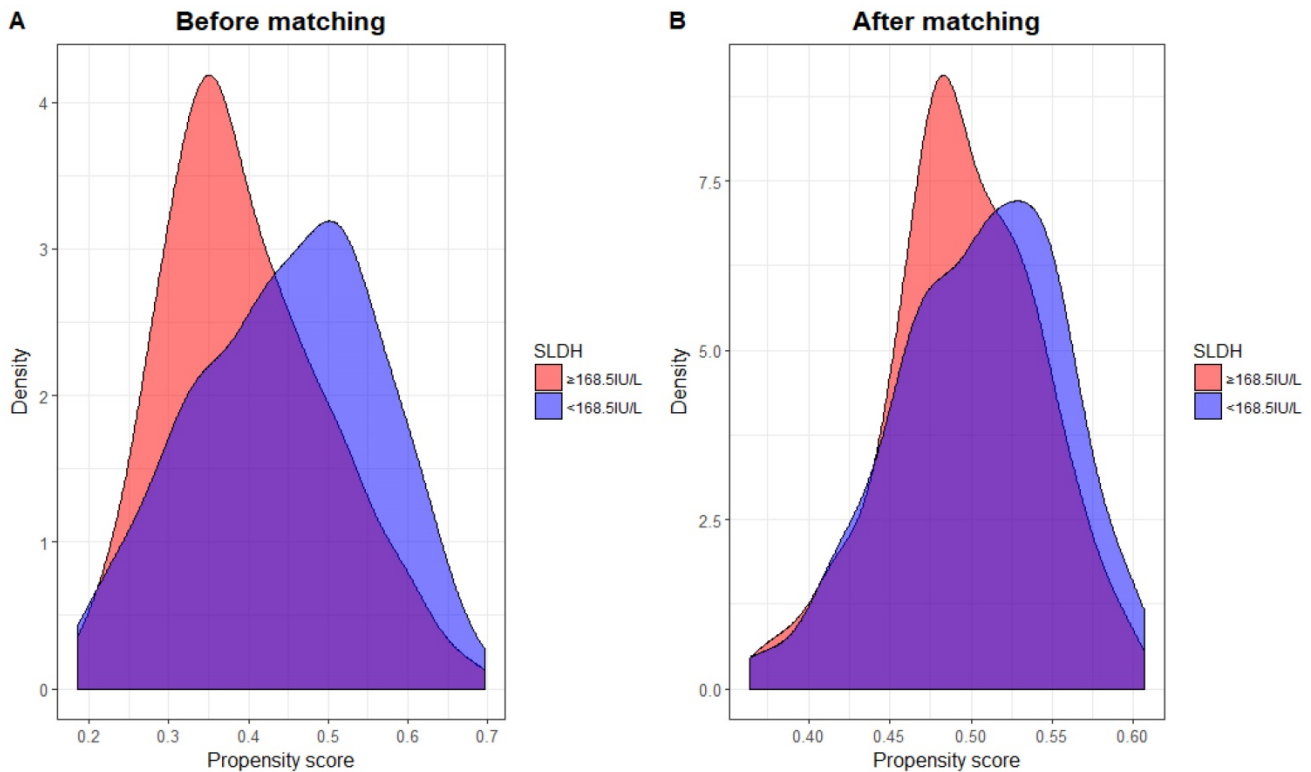 A
Before matching
4
3
2
1
0
Density
0.2 0.3 0.4 0.5 0.6 0.7
Propensity score
SLDH
≥168.5IU/L
<168.5IU/L
B
After matching
7.5
5.0
2.5
0.0
Density
0.40 0.45 0.50 0.55 0.60
Propensity score
SLDH
≥168.5IU/L
<168.5IU/L